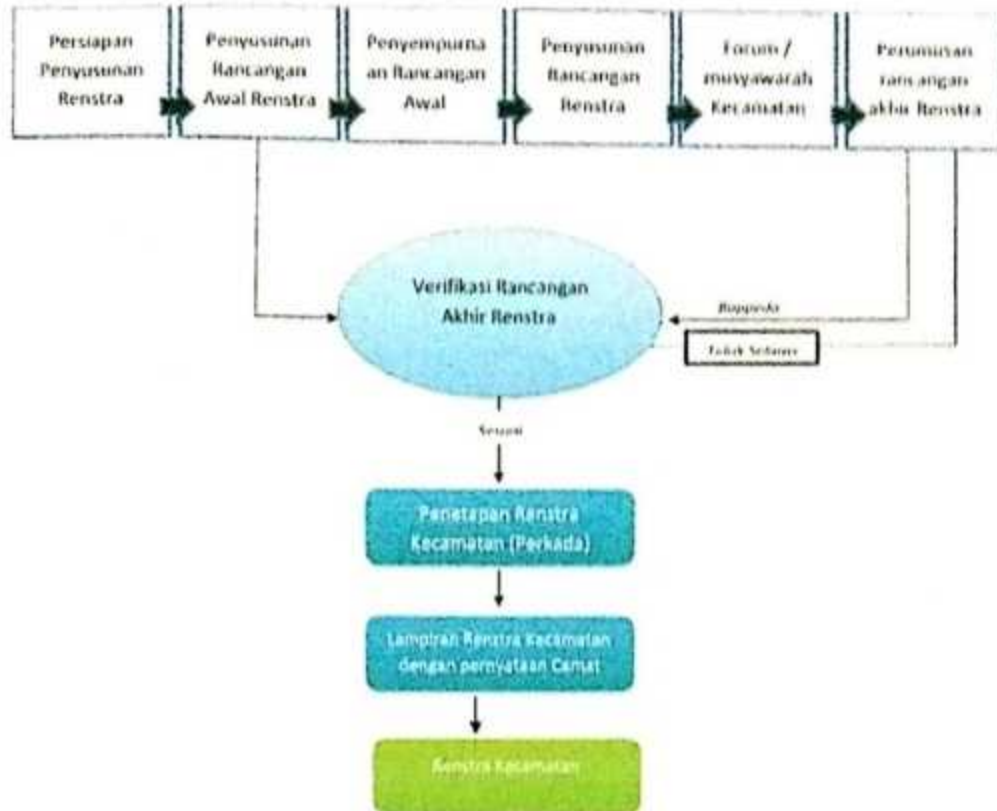 Persiapan
Penyusunan
Renstra
Penyusunan
Rancangan
Awal Renstra
Penyempurna
an Rancangan
Awal
Penyusunan
Rancangan
Renstra
Forum /
musyawarah
Kecamatan
Perumusan
rancangan
akhir Renstra
Verifikasi Rancangan
Akhir Renstra
Bappeda
Sesuai
Penetapan Renstra
Kecamatan (Perkada)
Lampiran Renstra Kecamatan
dengan pernyataan Camat
Renstra Kecamatan